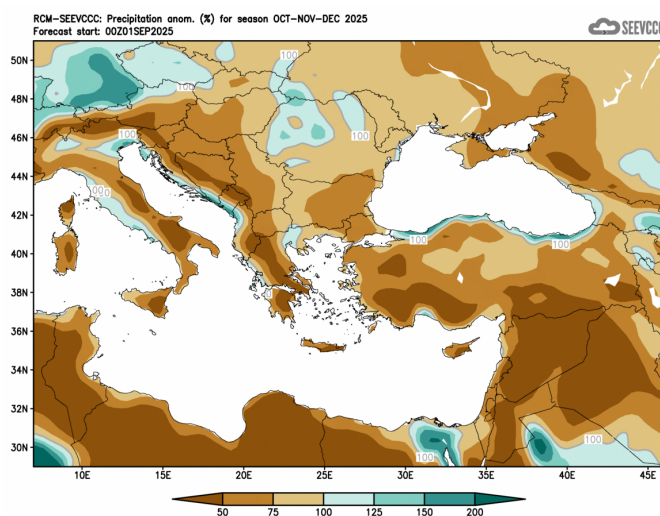 RCM-SEEVCCC: Precipitation anom. (%) for season OCT-NOV-DEC 2025
Forecast start: 00Z01SEP2025
SEEVCCC
50N
48N
46N
44N
42N
40N
38N
36N
34N
32N
30N
100
100
100
100
00
100
100
100
100
100
10E
15E
20E
25E
30E
35E
40E
45E
50
75
100
125
150
200